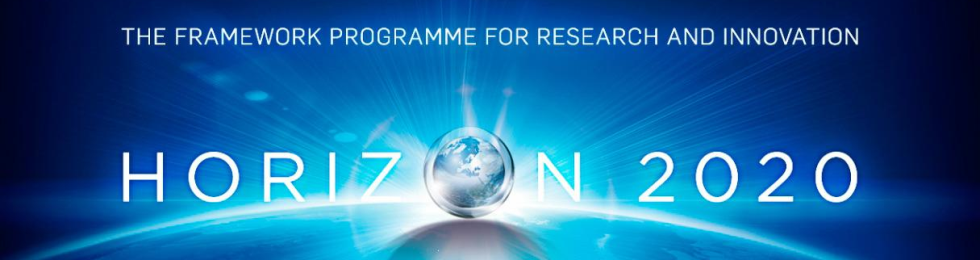 THE FRAMEWORK PROGRAMME FOR RESEARCH AND INNOVATION
HORIZON 2020